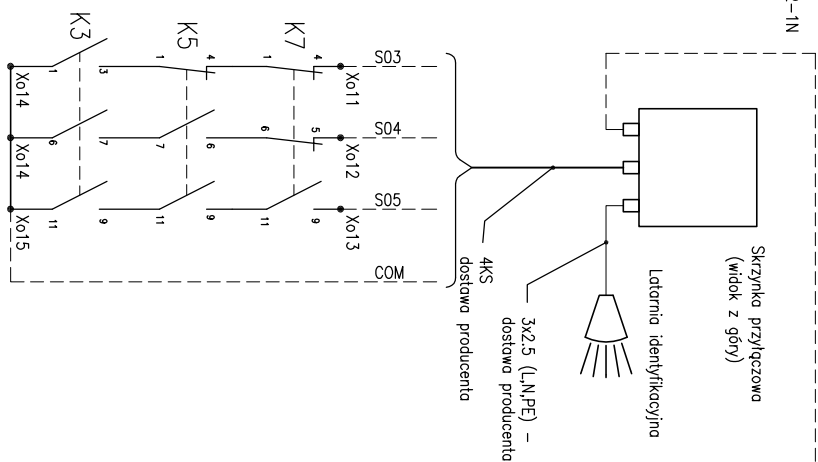 2-1N
K3
K5
K7
1
3
1
4
1
4
S03
Xo14
Xo11
6
7
7
6
6
5
S04
Xo14
Xo12
11
9
11
9
11
9
S05
Xo15
Xo13
COM
4KS
dostawa producenta
3x2.5 (L,N,PE) –
dostawa producenta
Latarnia identyfikacyjna
Skrzynka przyłączowa
(widok z góry)